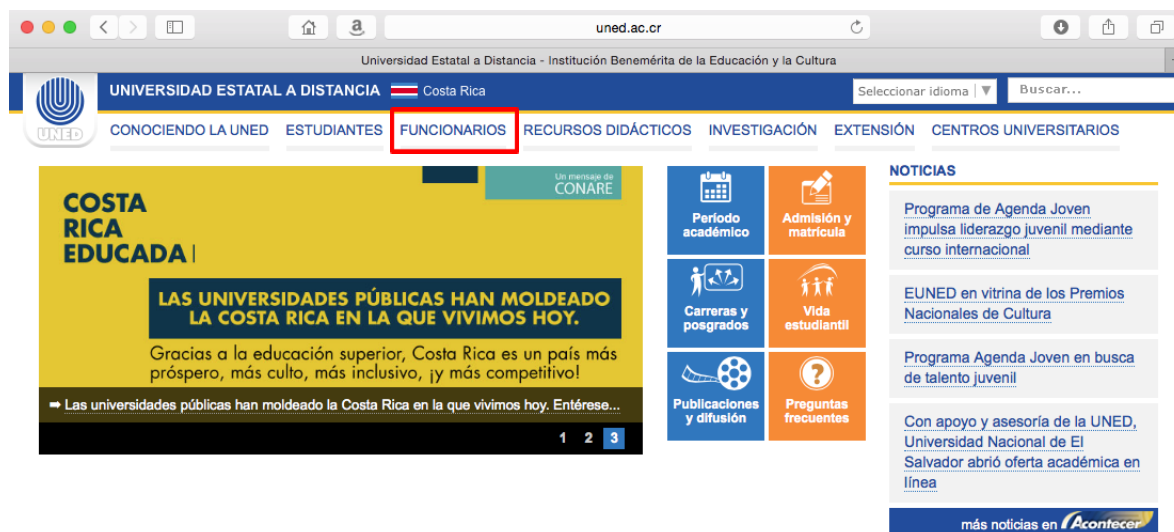 uned.ac.cr
Universidad Estatal a Distancia - Institución Benemérita de la Educación y la Cultura
UNED
UNIVERSIDAD ESTATAL A DISTANCIA Costa Rica
Seleccionar idioma
Buscar...
CONOCIENDO LA UNED ESTUDIANTES FUNCIONARIOS RECURSOS DIDÁCTICOS INVESTIGACIÓN EXTENSIÓN CENTROS UNIVERSITARIOS
Un mensaje de
CONARE
COSTA
RICA
EDUCADA
LAS UNIVERSIDADES PÚBLICAS HAN MOLDEADO
LA COSTA RICA EN LA QUE VIVIMOS HOY.
Gracias a la educación superior, Costa Rica es un país más
próspero, más culto, más inclusivo, ¡y más competitivo!
➡ Las universidades públicas han moldeado la Costa Rica en la que vivimos hoy. Entérese...
1 2 3
Período
académico
Admisión y
matrícula
Carreras y
posgrados
Vida
estudiantil
Publicaciones
y difusión
Preguntas
frecuentes
NOTICIAS
Programa de Agenda Joven
impulsa liderazgo juvenil mediante
curso internacional
EUNED en vitrina de los Premios
Nacionales de Cultura
Programa Agenda Joven en busca
de talento juvenil
Con apoyo y asesoría de la UNED,
Universidad Nacional de El
Salvador abrió oferta académica en
línea
más noticias en Acontecer